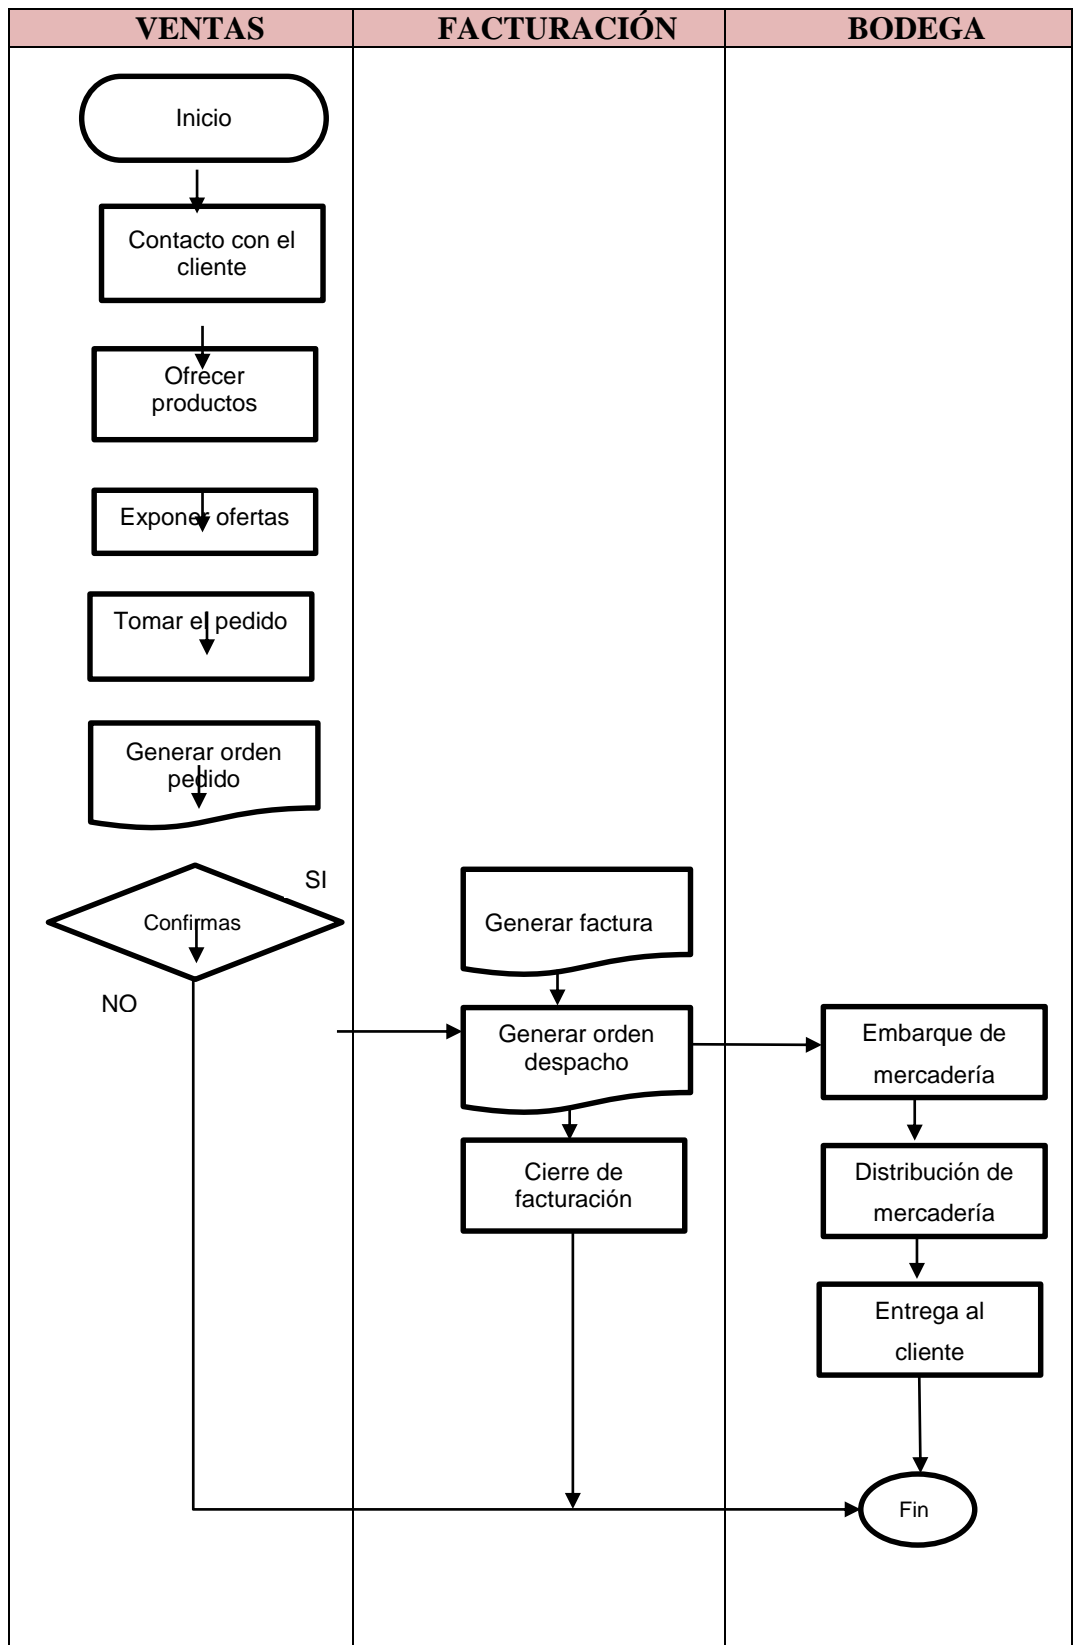 VENTAS
FACTURACIÓN
BODEGA
Inicio
Contacto con el
cliente
Ofrecer
productos
Exponer ofertas
Tomar el pedido
Generar orden
pedido
SI
Confirmas
NO
Generar factura
Generar orden
despacho
Cierre de
facturación
Embarque de
mercadería
Distribución de
mercadería
Entrega al
cliente
Fin